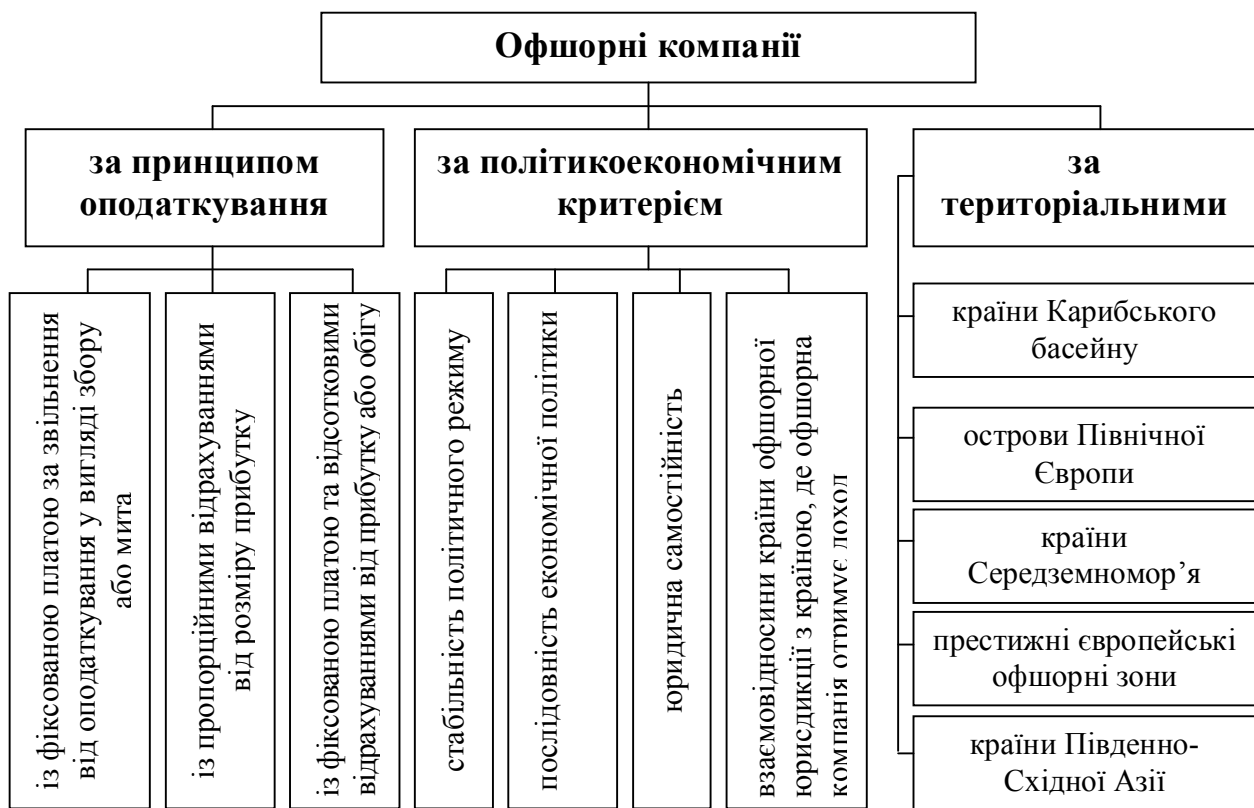 Офшорні компанії
за принципом
оподаткування
за політикоекономічним
критерієм
за
територіальними
із фіксованою платою за звільнення
від оподаткування у вигляді збору
або мита
із пропорційними відрахуваннями
від розміру прибутку
із фіксованою платою та відсотковими
відрахуваннями від прибутку або обігу
стабільність політичного режиму
послідовність економічної політики
юридична самостійність
взаємовідносини країни офшорної
юрисдикції з країною, де офшорна
компанія отримує дохол
країни Карибського
басейну
острови Північної
Європи
країни
Середземномор’я
престижні європейські
офшорні зони
країни Південно-
Східної Азії